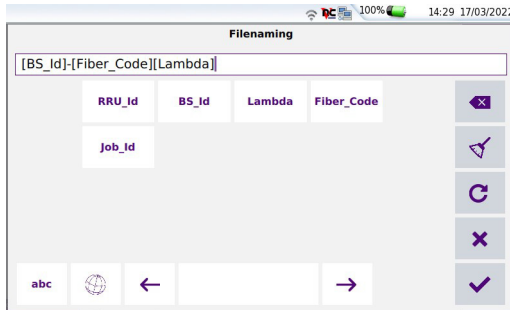 100% 14:29 17/03/2022
Filenaming
[BS_Id]-[Fiber_Code][Lambda]
RRU_Id BS_Id Lambda Fiber_Code
Job_Id
abc